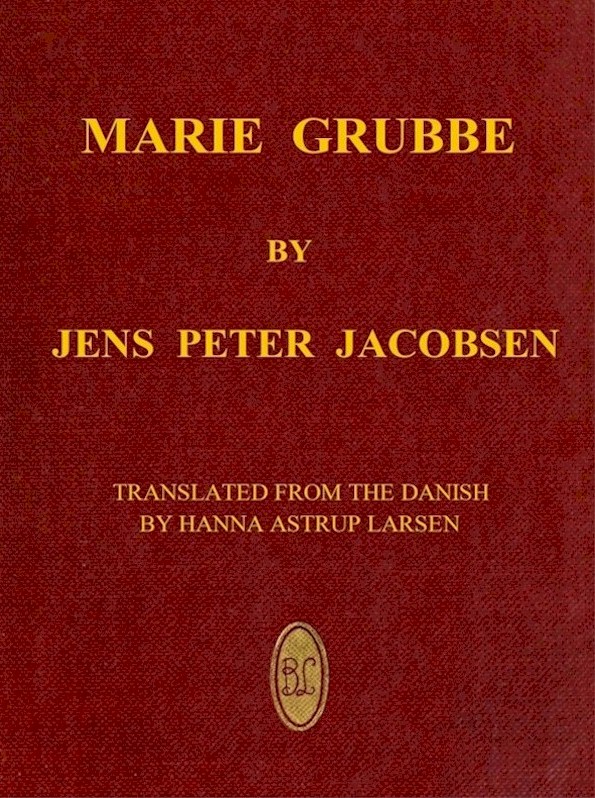 MARIE GRUBBE
BY
JENS PETER JACOBSEN
TRANSLATED FROM THE DANISH
BY HANNA ASTRUP LARSEN
BL